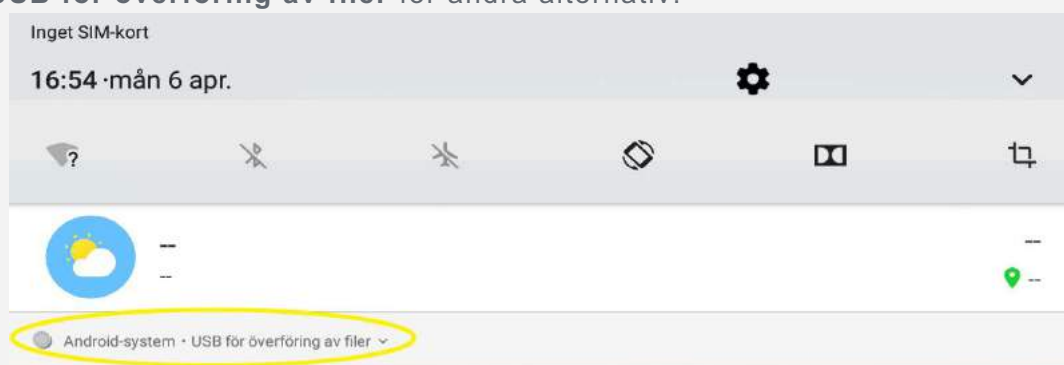 USB för överföring av filer för andra alternativ.
Inget SIM-kort
16:54 ·mån 6 apr.
?
--
--
--
--
Android-system • USB för överföring av filer